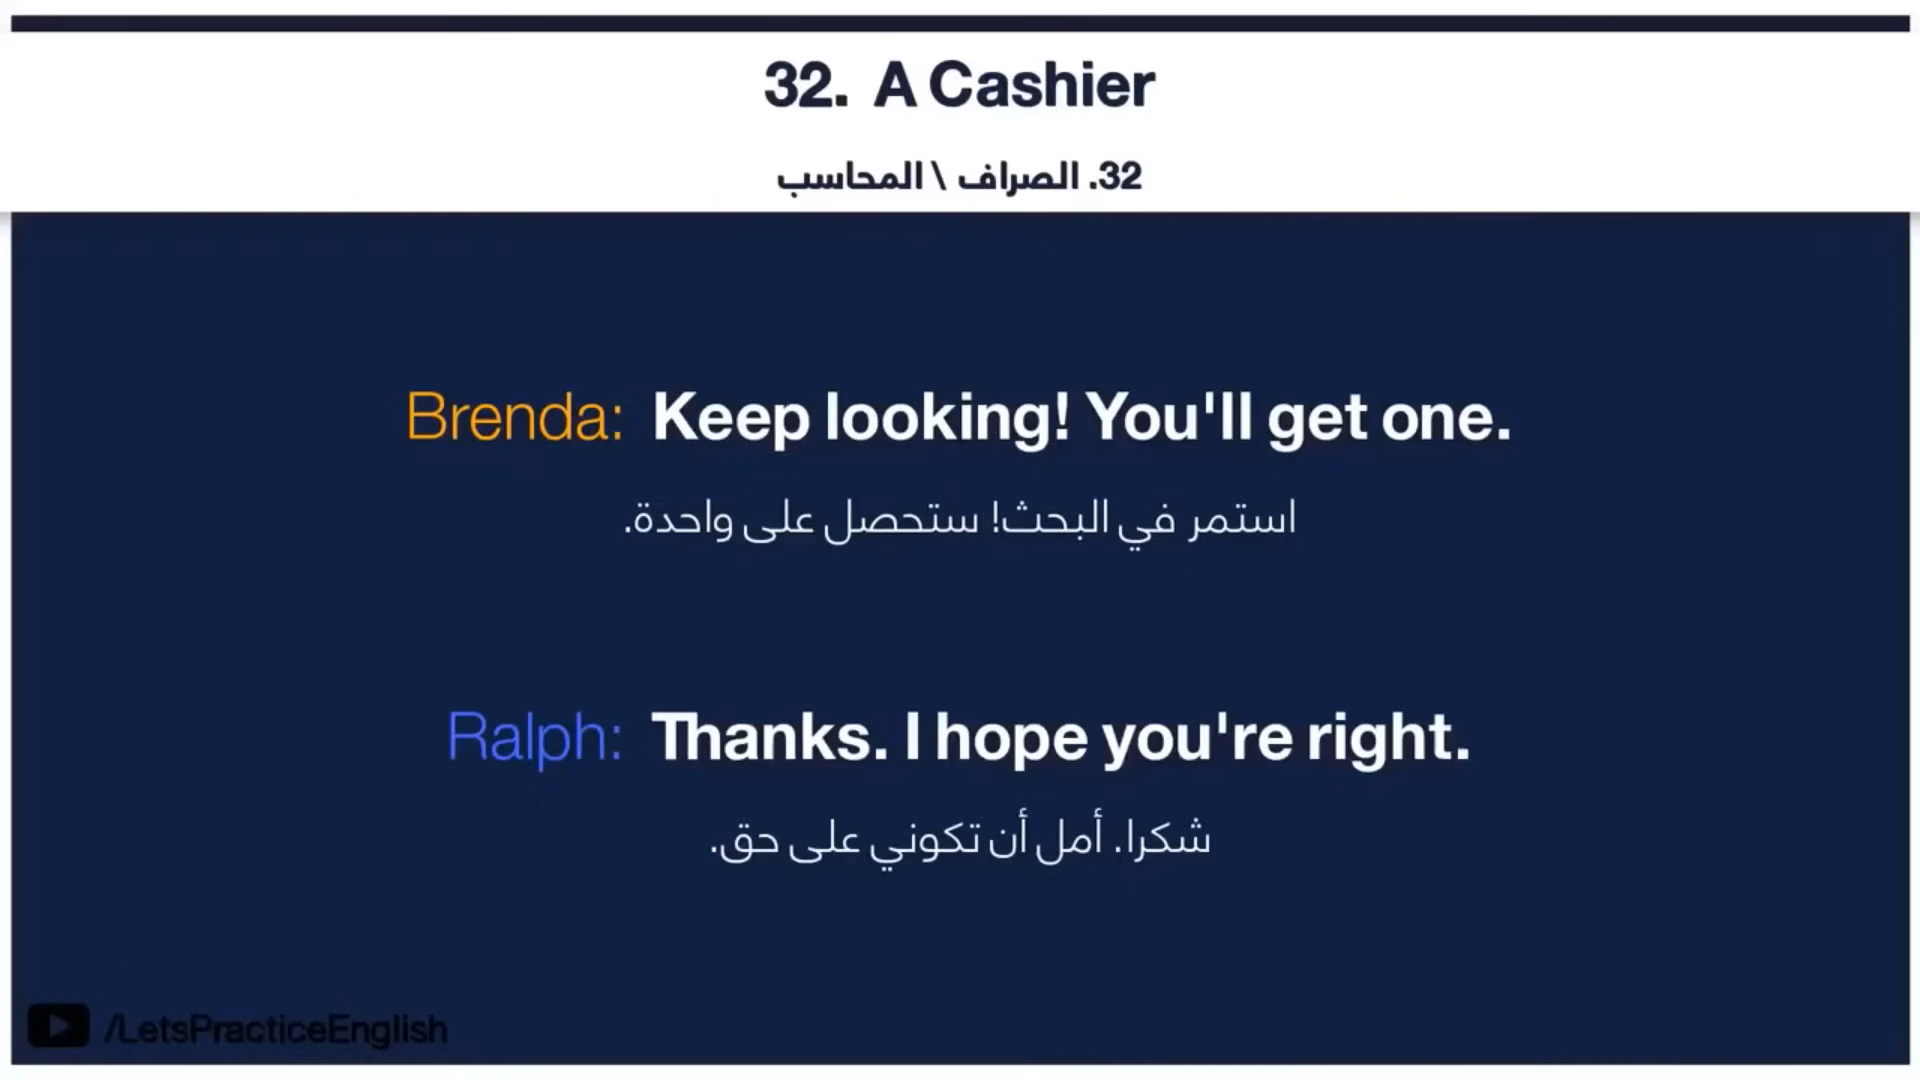 32. A Cashier
32. الصراف \ المحاسب
Brenda: Keep looking! You'll get one.
استمر في البحث! ستحصل على واحدة.
Ralph: Thanks. I hope you're right.
شكرا. أمل أن تكوني على حق.
/LetsPracticeEnglish